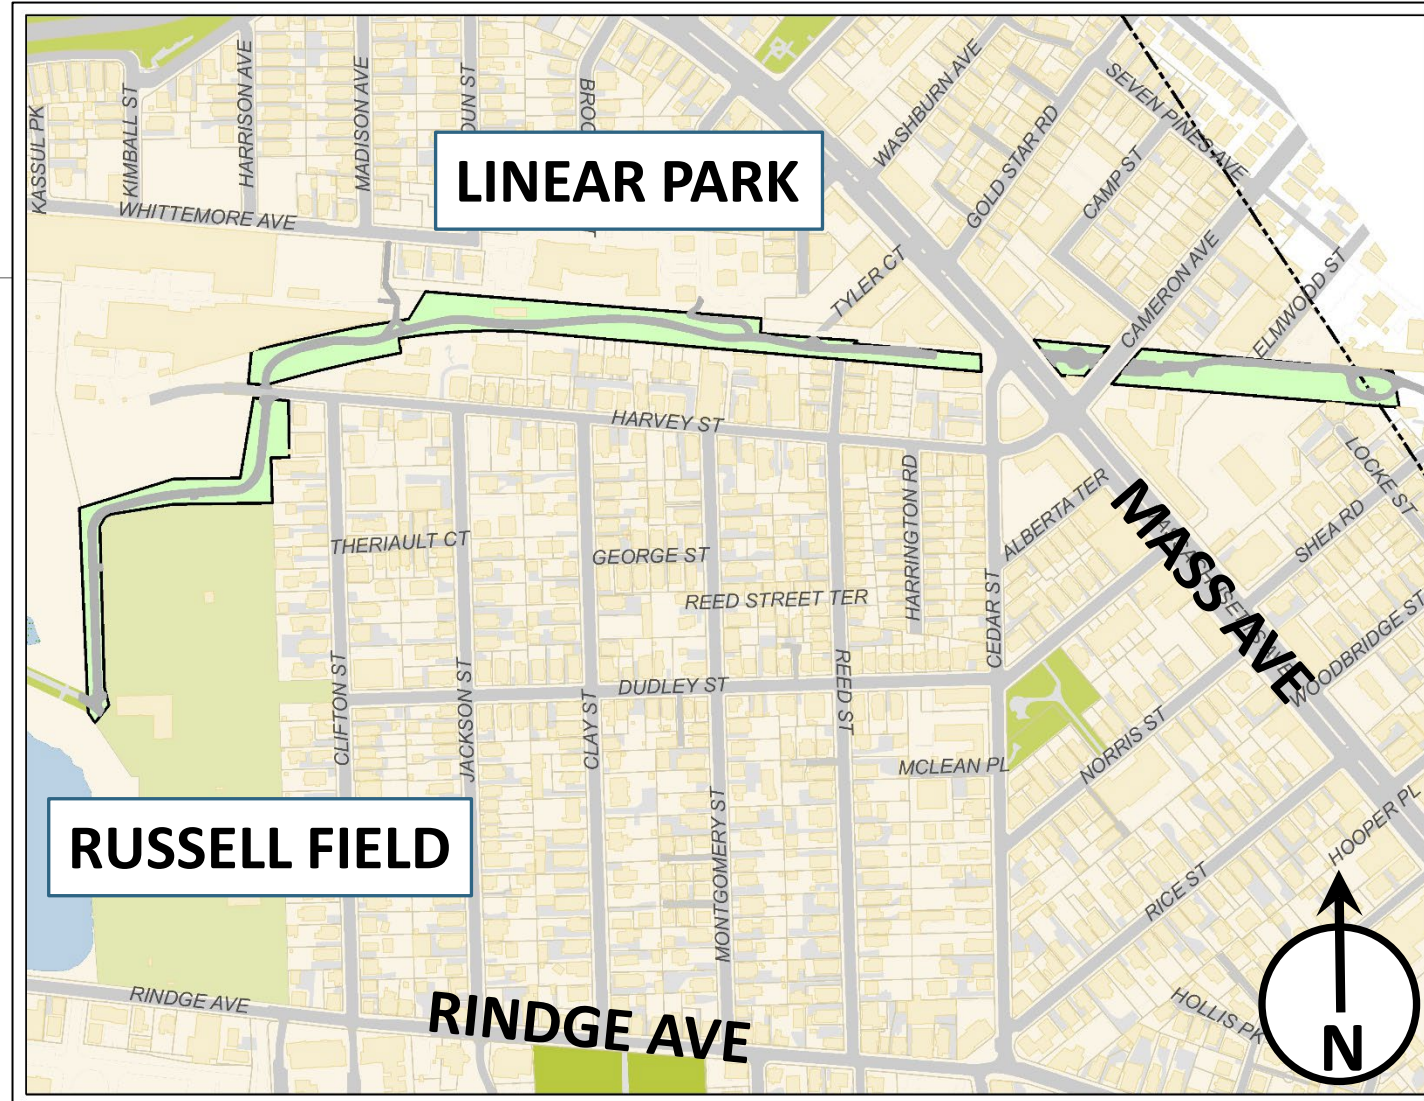 KASSUL PK
KIMBALL ST
HARRISON AVE
MADISON AVE
WASHBURN AVE
SEVEN PINES AVE
GOLD STAR RD
CAMP ST
LINEAR PARK
WHITTEMORE AVE
TYLER CT
CAMERON AVE
ELMWOOD ST
HARVEY ST
LOCKE ST
HARRINGTON RD
ALBERTA TER
MASS AVE
SHEA RD
THERIAULT CT
GEORGE ST
REED STREET TER
CEDAR ST
WOODBRIDGE ST
CLIFTON ST
JACKSON ST
CLAY ST
DUDLEY ST
REED ST
NORRIS ST
MCLEAN PL
MONTGOMERY ST
HOOPER PL
RUSSELL FIELD
RICE ST
RINDGE AVE
RINDGE AVE
HOLLIS PK
N